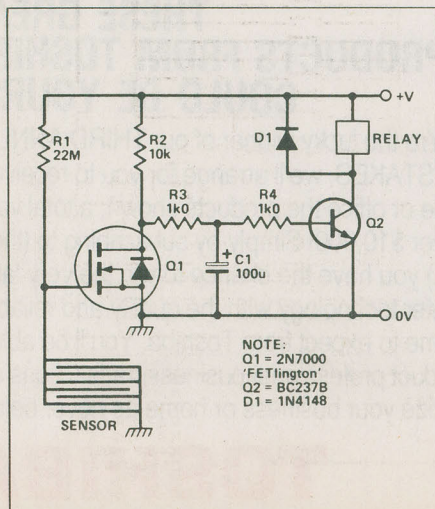 R1
22M
R2
10k
D1
+V
RELAY
R3
1k0
R4
1k0
Q2
Q1
+
C1
100u
0V
SENSOR
NOTE:
Q1 = 2N7000
'FETlington'
Q2 = BC237B
D1 = 1N4148